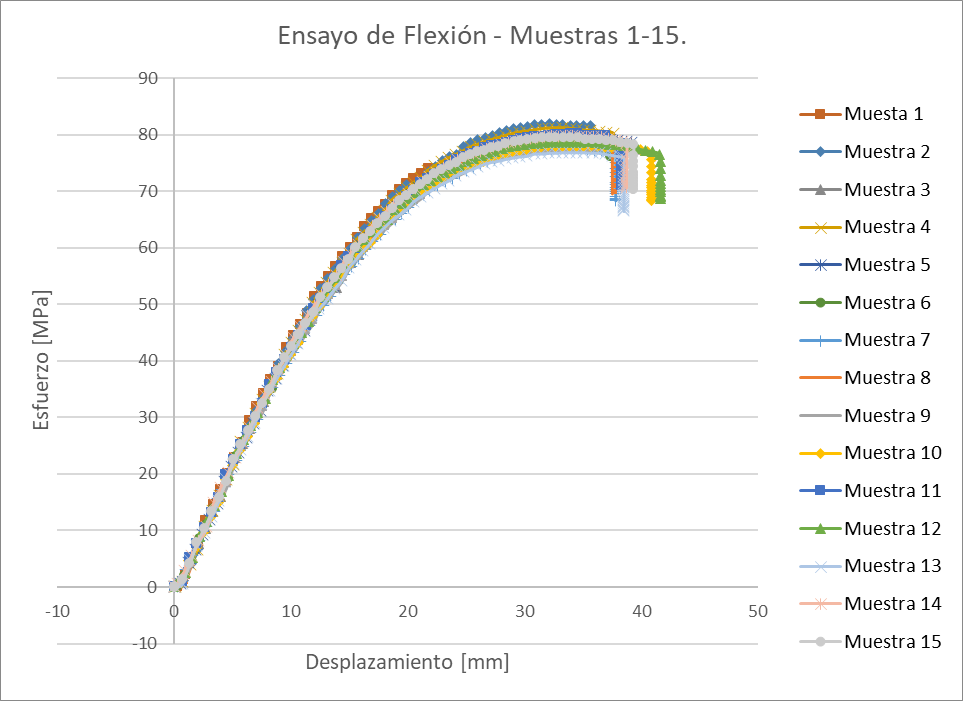 Ensayo de Flexión - Muestras 1-15.
90
80
70
60
50
40
30
20
10
0
-10
-10
0
10
20
30
40
50
Esfuerzo [MPa]
Desplazamiento [mm]
Muesta 1
Muestra 2
Muestra 3
Muestra 4
Muestra 5
Muestra 6
Muestra 7
Muestra 8
Muestra 9
Muestra 10
Muestra 11
Muestra 12
Muestra 13
Muestra 14
Muestra 15